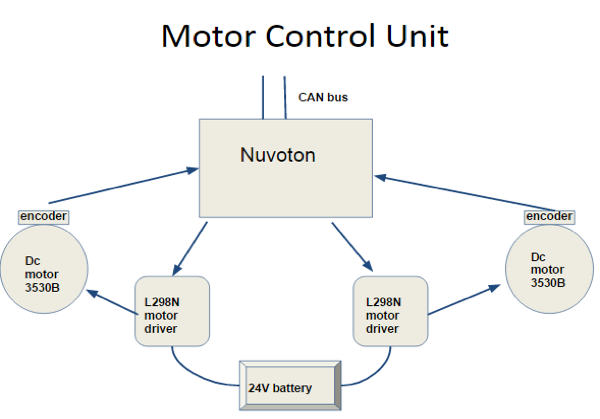 Motor Control Unit
CAN bus
Nuvoton
encoder
encoder
Dc
motor
3530B
Dc
motor
3530B
L298N
motor
driver
L298N
motor
driver
24V battery